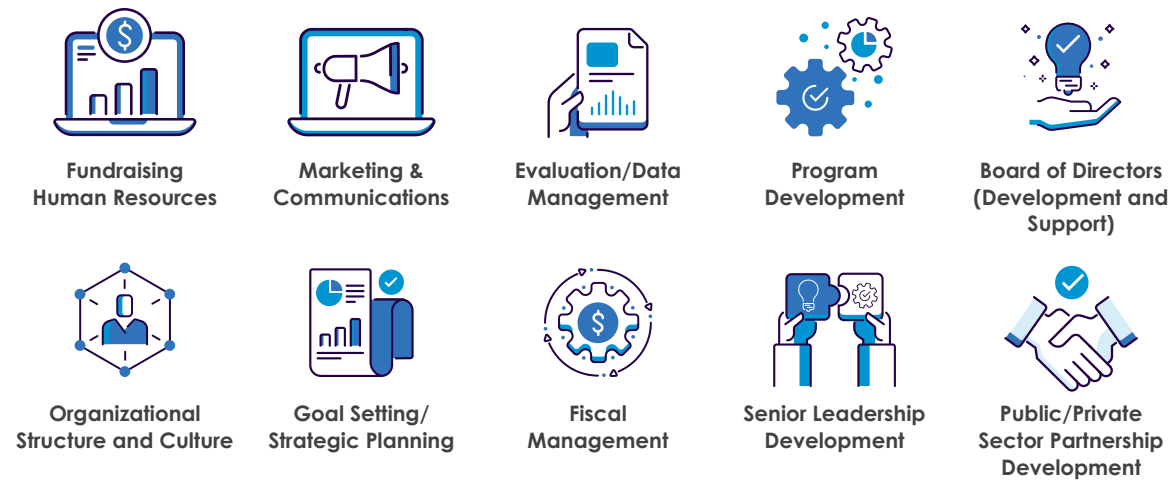 Fundraising
Human Resources
Marketing &
Communications
Evaluation/Data
Management
Program
Development
Board of Directors
(Development and
Support)
Organizational
Structure and Culture
Goal Setting/
Strategic Planning
Fiscal
Management
Senior Leadership
Development
Public/Private
Sector Partnership
Development